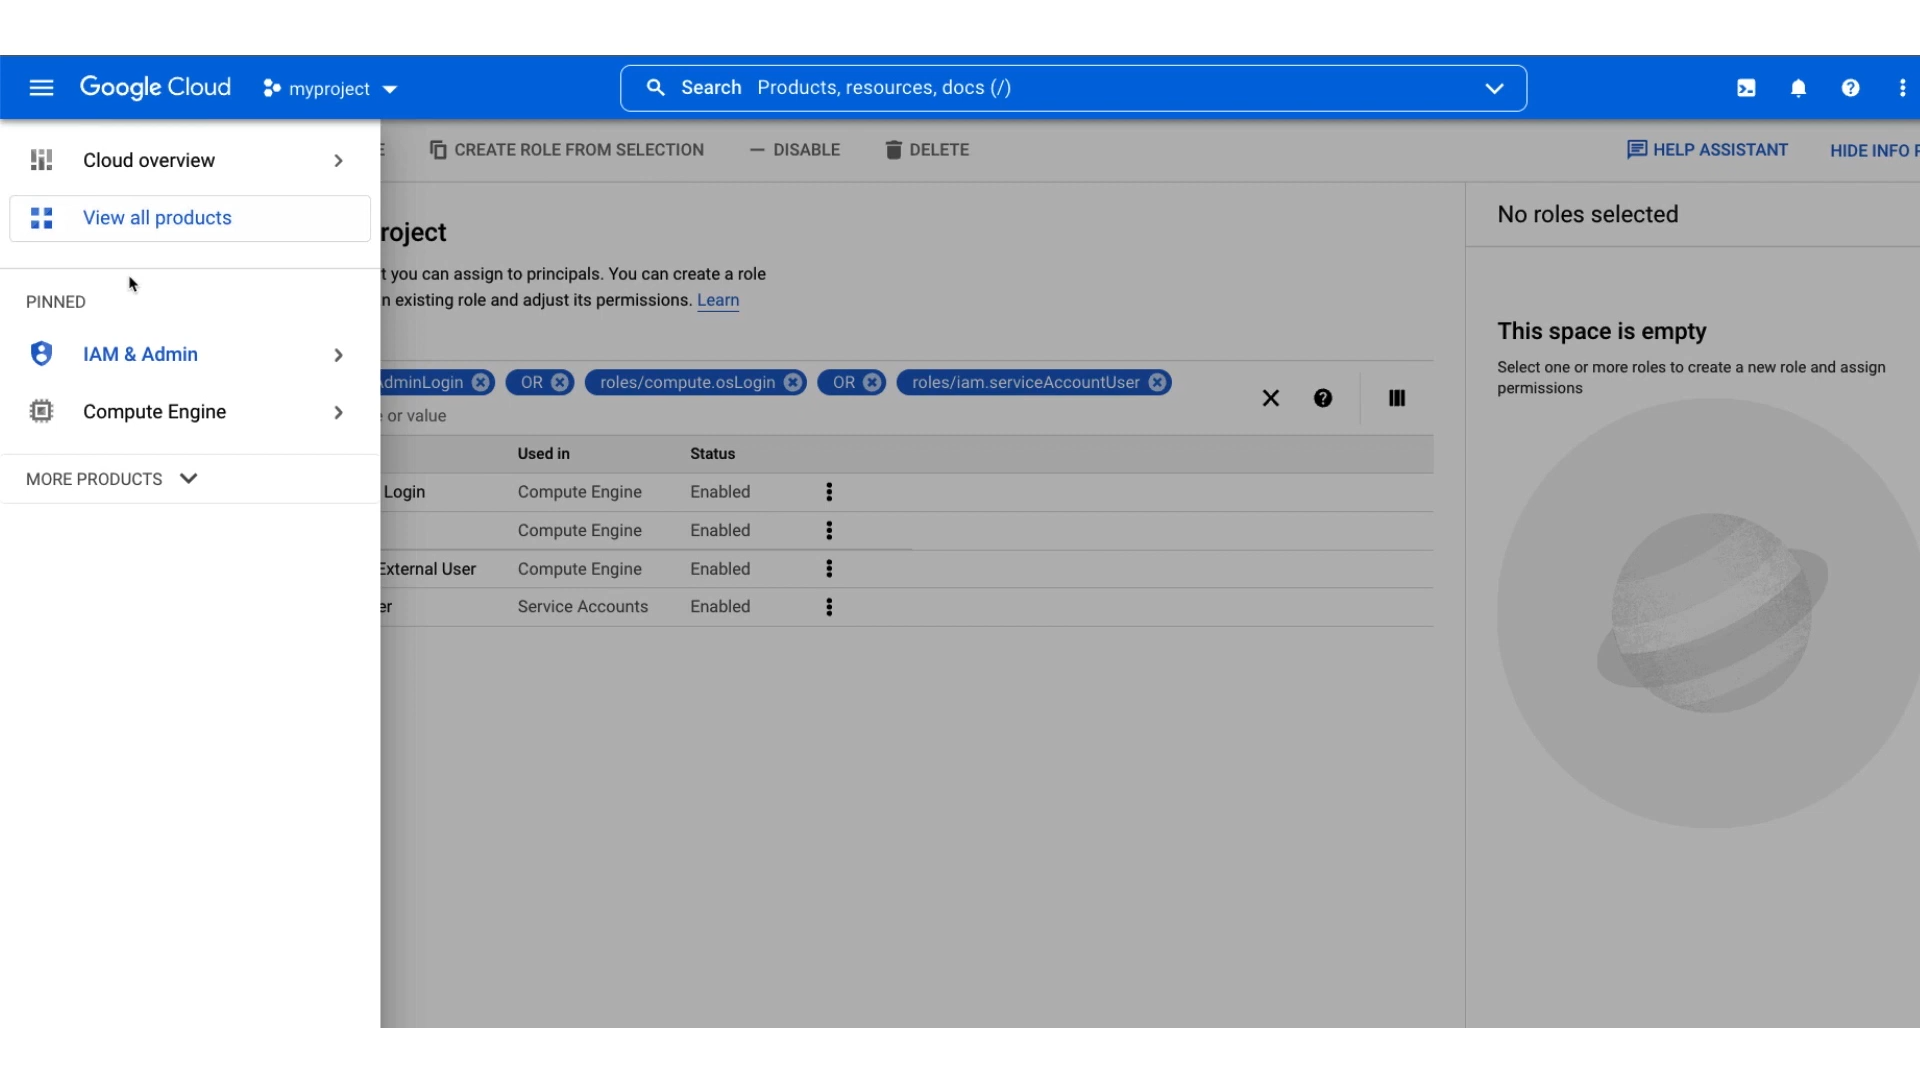 Google Cloud myproject Search Products, resources, docs (/)
Cloud overview
View all products
PINNED
IAM & Admin
Compute Engine
MORE PRODUCTS
CREATE ROLE FROM SELECTION DISABLE DELETE HELP ASSISTANT HIDE INFO
roject
you can assign to principals. You can create a role
n existing role and adjust its permissions. Learn
dminLogin OR roles/compute.osLogin OR roles/iam.serviceAccountUser
or value
Used in Status
Login Compute Engine Enabled
Compute Engine Enabled
External User Compute Engine Enabled
er Service Accounts Enabled
No roles selected
This space is empty
Select one or more roles to create a new role and assign
permissions